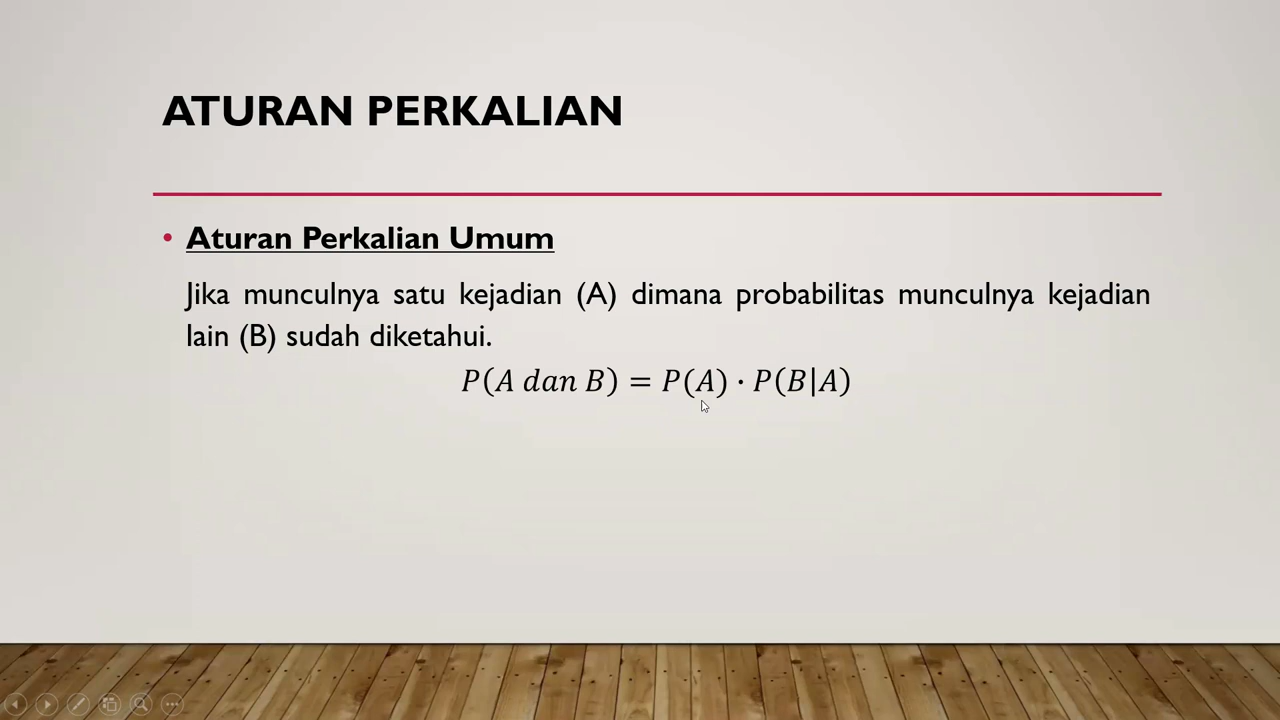 ATURAN PERKALIAN
• Aturan Perkalian Umum
Jika munculnya satu kejadian (A) dimana probabilitas munculnya kejadian
lain (B) sudah diketahui.
P(A dan B) = P(A) · P(B|A)